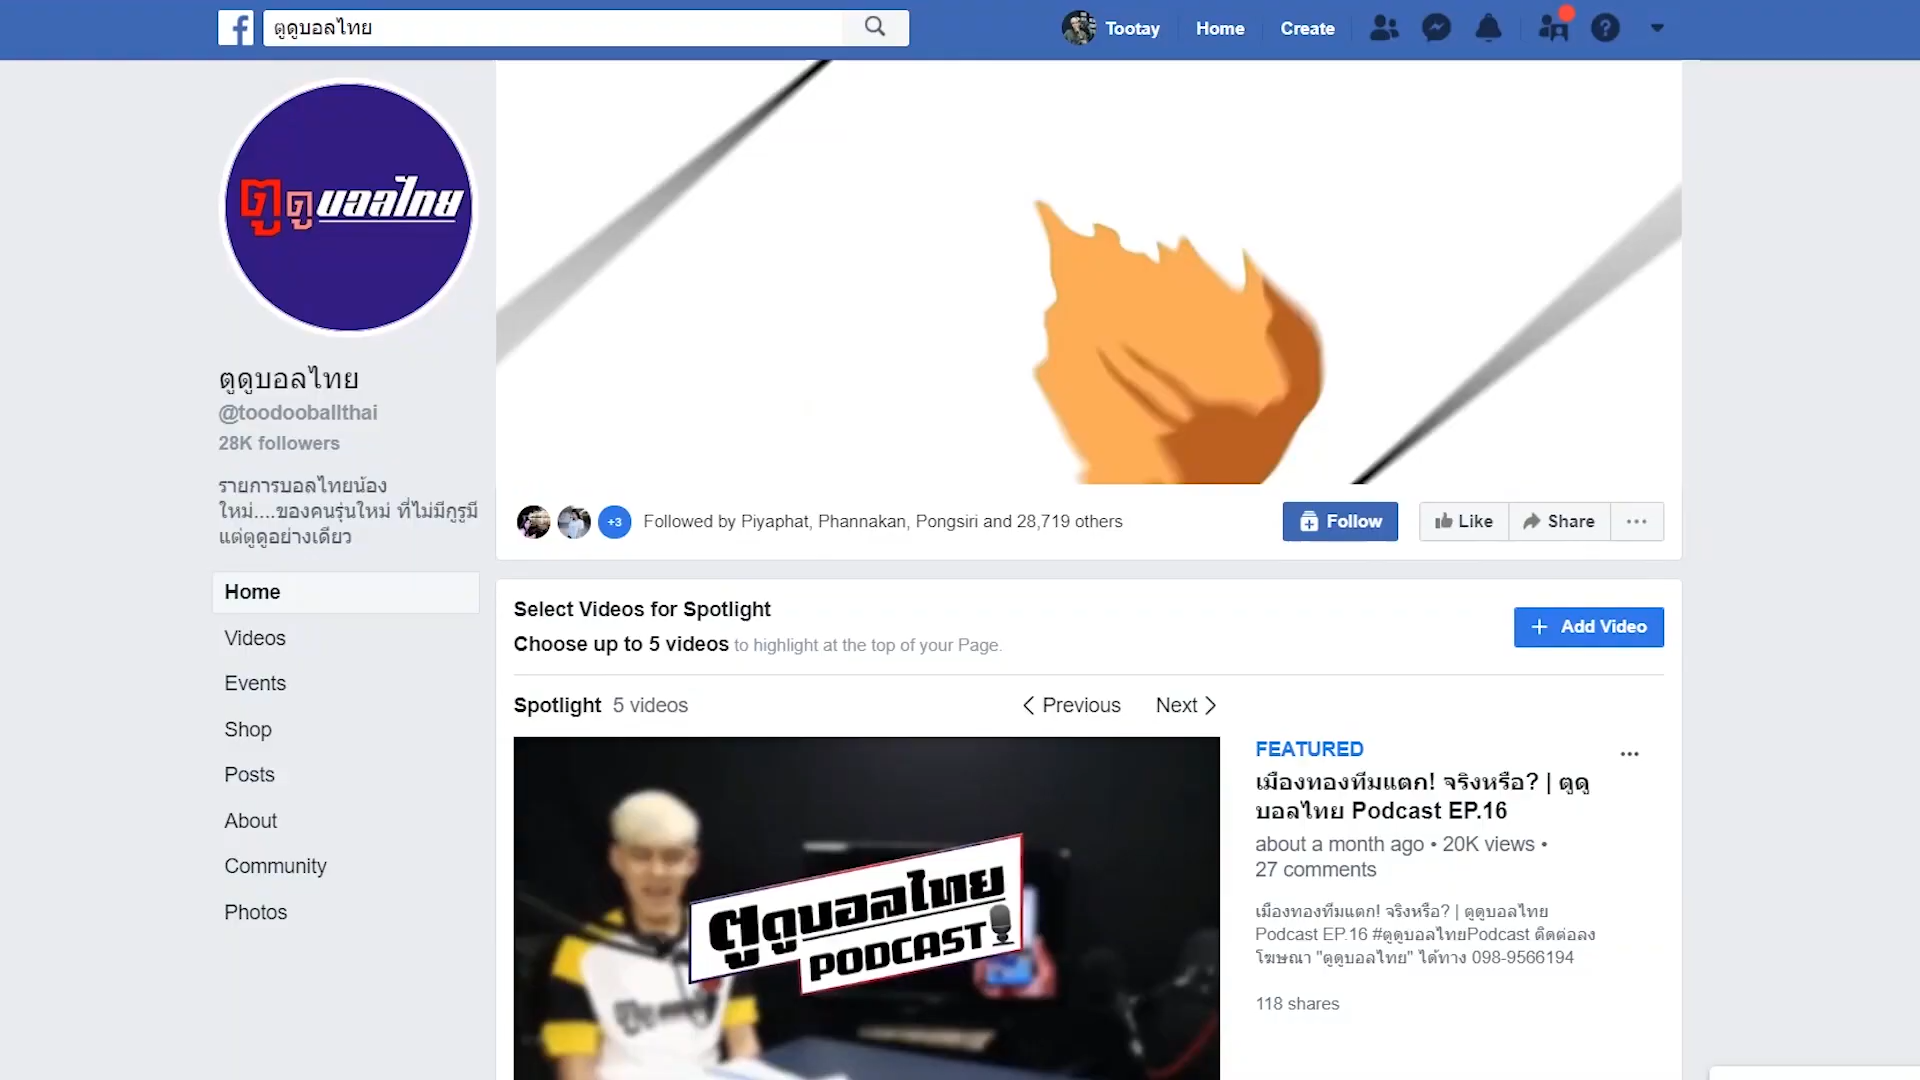 ตูดูบอลไทย
Tootay
Home
Create
ตูดูบอลไทย
ตูดูบอลไทย
@toodooballthai
28K followers
รายการบอลไทยน้อง
ใหม่....ของคนรุ่นใหม่ ที่ไม่มีกูรูมี
แต่ตูดูอย่างเดียว
Home
Videos
Events
Shop
Posts
About
Community
Photos
+3
Followed by Piyaphat, Phannakan, Pongsiri and 28,719 others
Follow
Like
Share
Select Videos for Spotlight
Choose up to 5 videos to highlight at the top of your Page.
+ Add Video
Spotlight 5 videos
Previous
Next
ตูดูบอลไทย
PODCAST
FEATURED
เมืองทองทีมแตก! จริงหรือ? | ตูดู
บอลไทย Podcast EP.16
about a month ago • 20K views •
27 comments
เมืองทองทีมแตก! จริงหรือ? | ตูดูบอลไทย
Podcast EP.16 #ตูดูบอลไทยPodcast ติดต่อลง
โฆษณา "ตูดูบอลไทย" ได้ทาง 098-9566194
118 shares